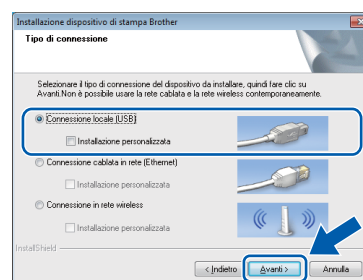 Installazione dispositivo di stampa Brother
Tipo di connessione
Selezionare il tipo di connessione del dispositivo da installare, quindi fare clic su
Avanti.Non è possibile usare la rete cablata e la rete wireless contemporaneamente.
Connessione locale (USB)
Installazione personalizzata
Connessione cablata in rete (Ethernet)
Installazione personalizzata
Connessione in rete wireless
Installazione personalizzata
InstallShield
< Indietro Avanti > Annulla